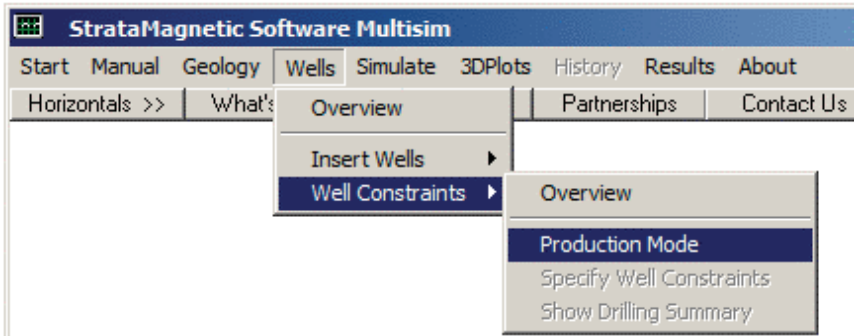 StrataMagnetic Software Multisim
Start Manual Geology Wells Simulate 3DPlots History Results About
Horizontals >> What's Partnerships Contact Us
Overview
Insert Wells
Well Constraints
Overview
Production Mode
Specify Well Constraints
Show Drilling Summary